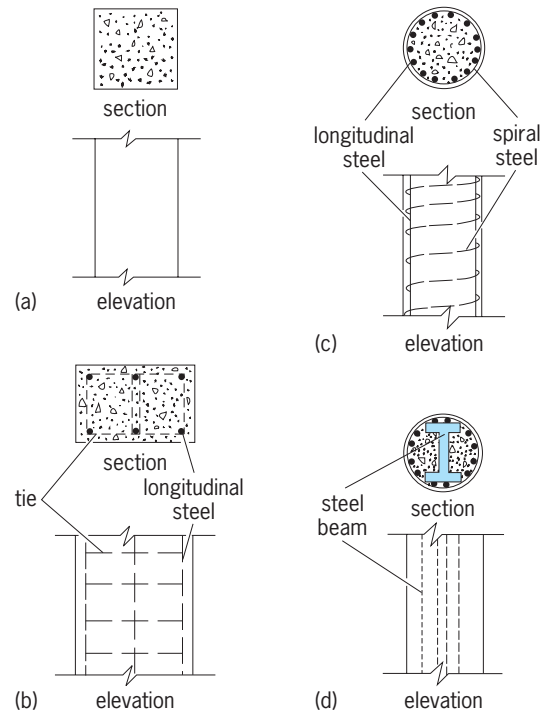 section
elevation
(a)
section
tie
longitudinal
steel
elevation
(b)
section
longitudinal
steel
spiral
steel
elevation
(c)
section
steel
beam
elevation
(d)